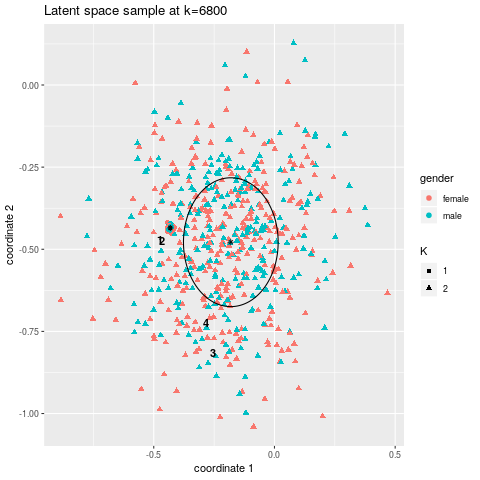 Latent space sample at k=6800
0.00
-0.25
-0.50
-0.75
-1.00
coordinate 2
12
4
3
-0.5
0.0
0.5
coordinate 1
gender
female
male
K
1
2